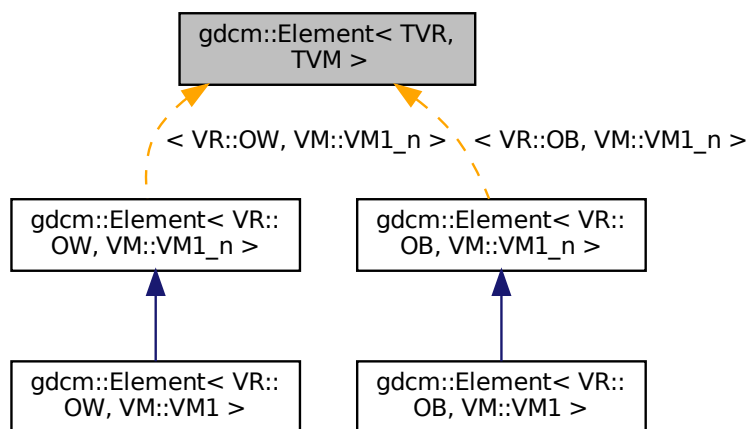 gdcm::Element< TVR,
TVM >
< VR::OW, VM::VM1_n >
< VR::OB, VM::VM1_n >
gdcm::Element< VR::
OW, VM::VM1_n >
gdcm::Element< VR::
OB, VM::VM1_n >
gdcm::Element< VR::
OW, VM::VM1 >
gdcm::Element< VR::
OB, VM::VM1 >